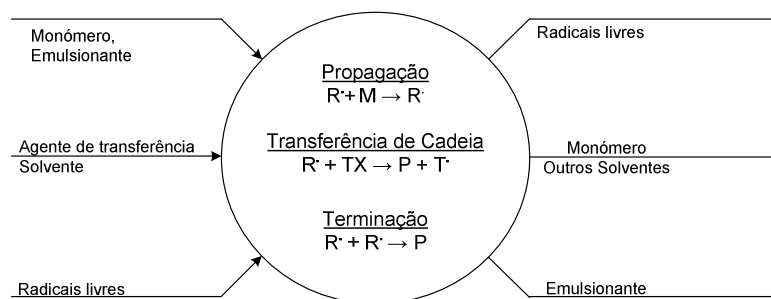 Monómero,
Emulsionante
Agente de transferência
Solvente
Radicais livres
Propagação
R·+ M → R·
Transferência de Cadeia
R· + TX → P + T·
Terminação
R· + R· → P
Radicais livres
Monómero
Outros Solventes
Emulsionante